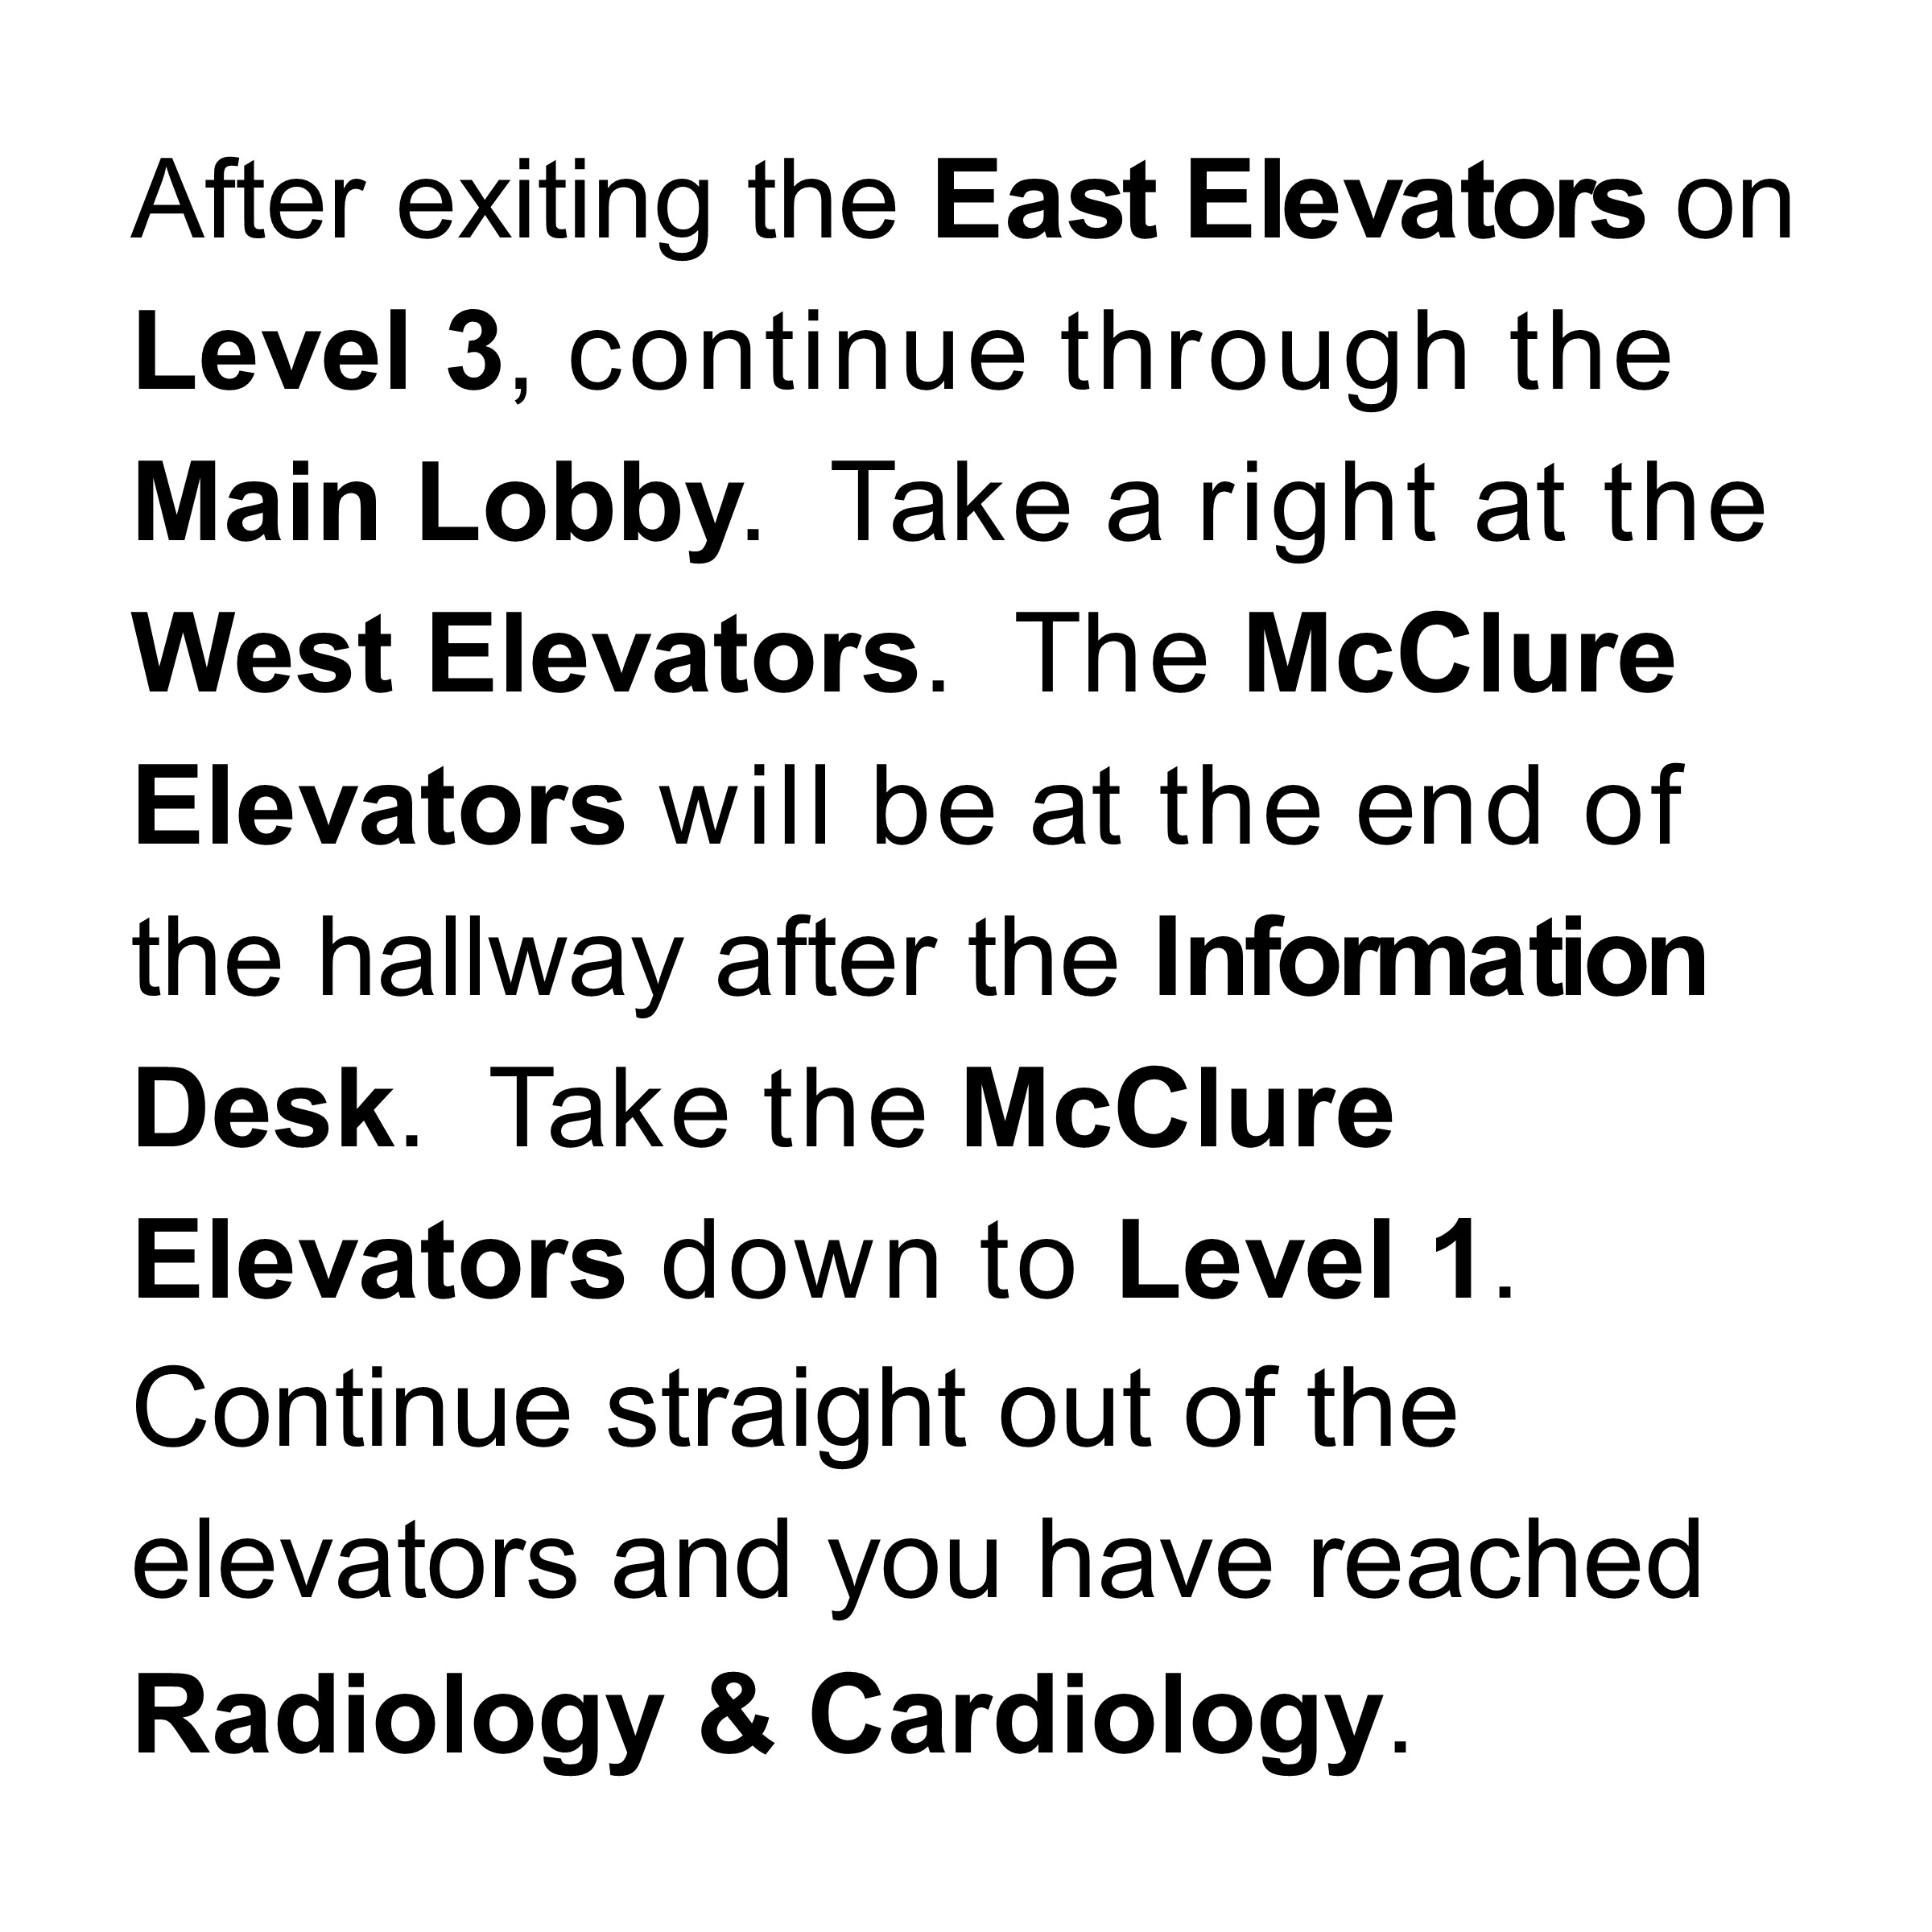 After exiting the East Elevators on
Level 3, continue through the
Main Lobby.  Take a right at the
West Elevators.  The McClure
Elevators will be at the end of
the hallway after the Information
Desk.  Take the McClure
Elevators down to Level 1.
Continue straight out of the
elevators and you have reached
Radiology & Cardiology.